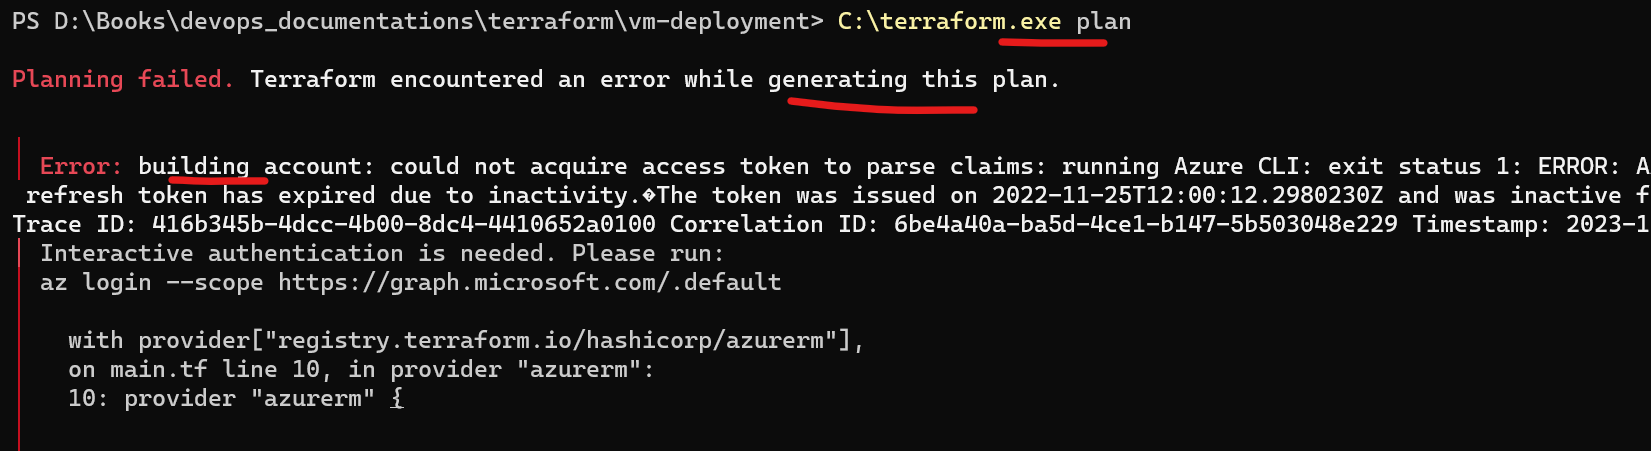 PS D:\Books\devops_documentations\terraform\vm-deployment> C:\terraform.exe plan
Planning failed. Terraform encountered an error while generating this plan.
Error: building account: could not acquire access token to parse claims: running Azure CLI: exit status 1: ERROR: A
refresh token has expired due to inactivity.�The token was issued on 2022-11-25T12:00:12.2980230Z and was inactive f
Trace ID: 416b345b-4dcc-4b00-8dc4-4410652a0100 Correlation ID: 6be4a40a-ba5d-4ce1-b147-5b503048e229 Timestamp: 2023-1
Interactive authentication is needed. Please run:
az login --scope https://graph.microsoft.com/.default
with provider["registry.terraform.io/hashicorp/azurerm"],
on main.tf line 10, in provider "azurerm":
10: provider "azurerm" {